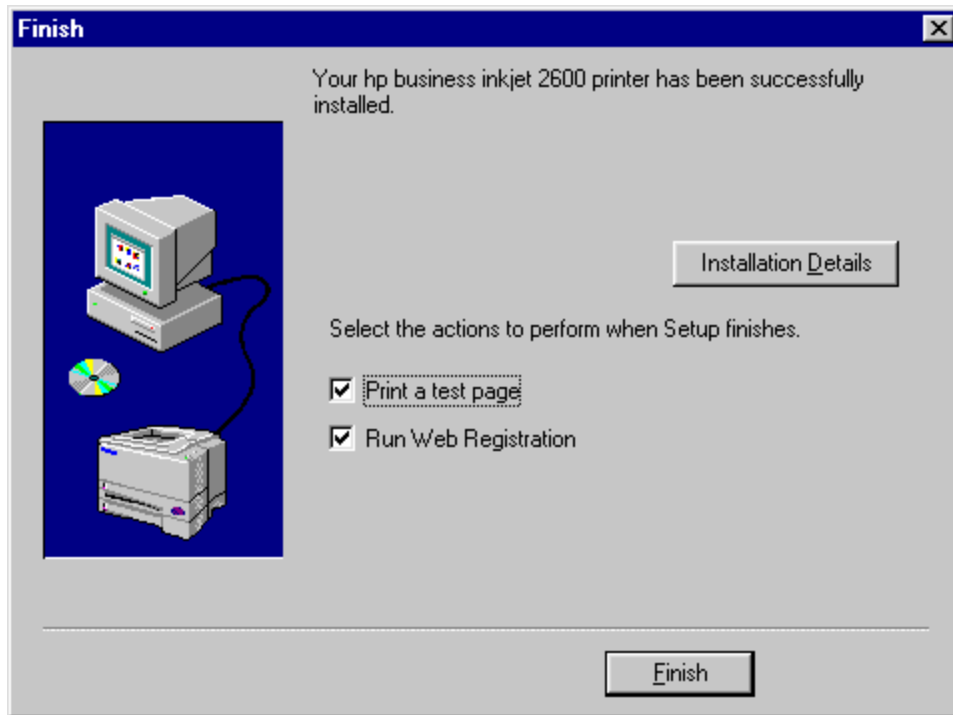 Finish
Your hp business inkjet 2600 printer has been successfully
installed.
Installation Details
Select the actions to perform when Setup finishes.
Print a test page
Run Web Registration
Finish